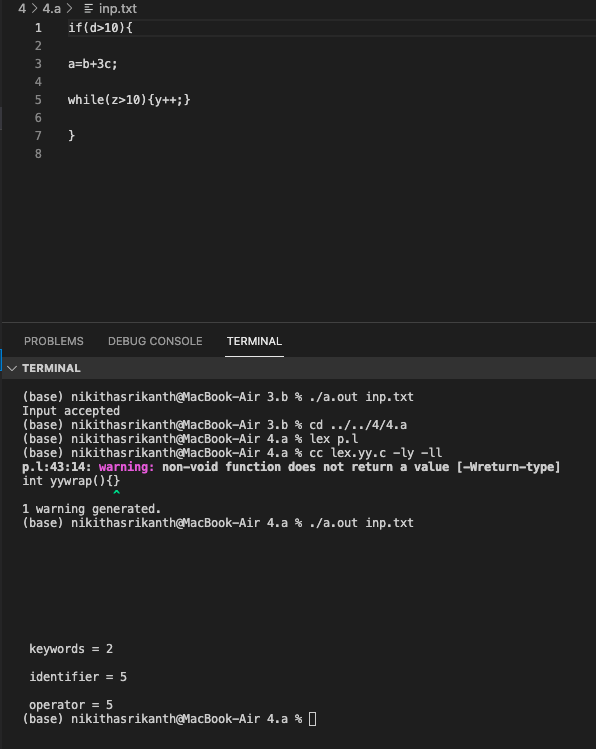 4 > 4.a > inp.txt
1 if(d>10){
2
3 a=b+3c;
4
5 while(z>10){y++;}
6
7 }
8
PROBLEMS DEBUG CONSOLE TERMINAL
TERMINAL
(base) nikithasrikanth@MacBook-Air 3.b % ./a.out inp.txt
Input accepted
(base) nikithasrikanth@MacBook-Air 3.b % cd ../../4/4.a
(base) nikithasrikanth@MacBook-Air 4.a % lex p.l
(base) nikithasrikanth@MacBook-Air 4.a % cc lex.yy.c -ly -ll
p.l:43:14: warning: non-void function does not return a value [-Wreturn-type]
int yywrap(){}
^
1 warning generated.
(base) nikithasrikanth@MacBook-Air 4.a % ./a.out inp.txt
keywords = 2
identifier = 5
operator = 5
(base) nikithasrikanth@MacBook-Air 4.a %